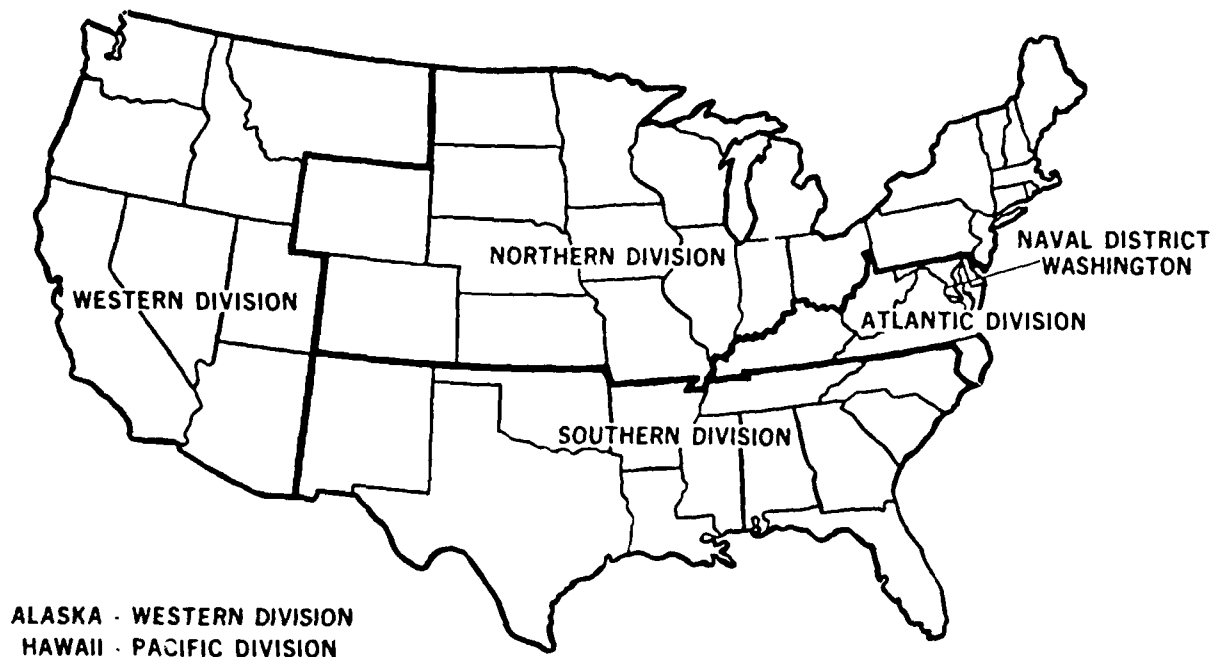 NORTHERN DIVISION
NAVAL DISTRICT
WASHINGTON
WESTERN DIVISION
ATLANTIC DIVISION
SOUTHERN DIVISION
ALASKA - WESTERN DIVISION
HAWAII - PACIFIC DIVISION